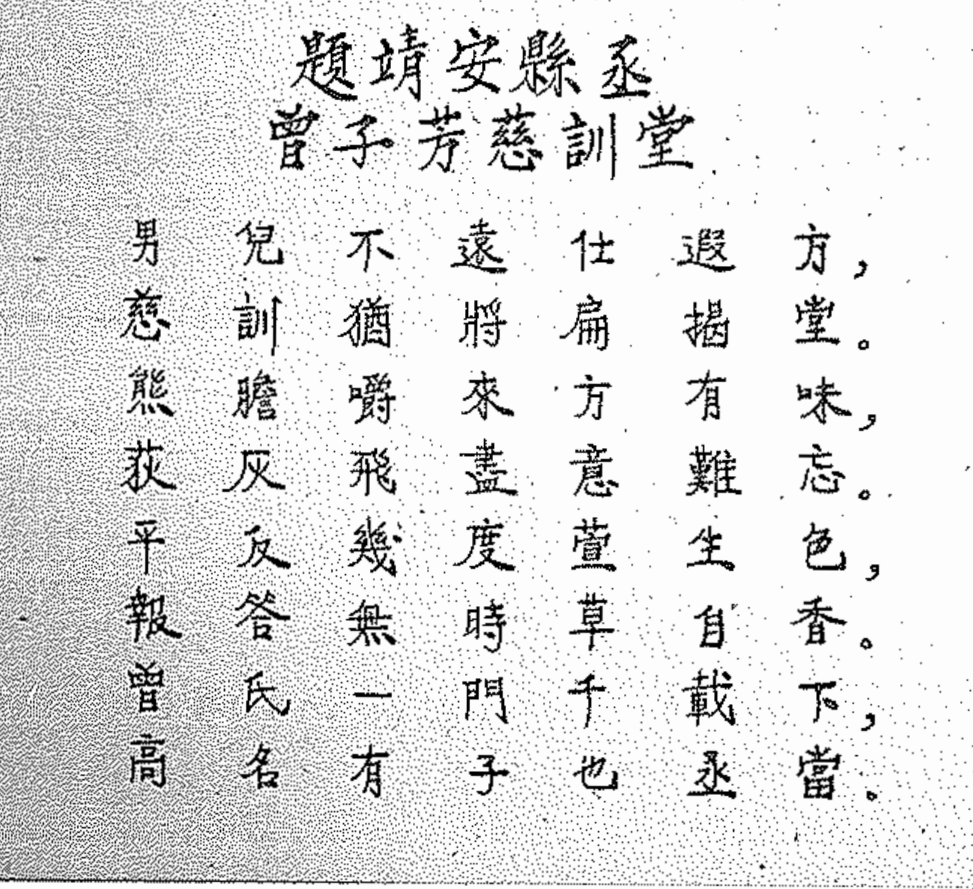 題靖安縣丞
曾子芳慈訓堂
男兒不遠仕遐方，
慈訓猶將扁揭堂。
熊膽嚼來方有味，
荻灰飛盡意難忘。
平反幾度萱生色，
報答無時草自香。
曾氏一門千載下，
高名有子也丞當。